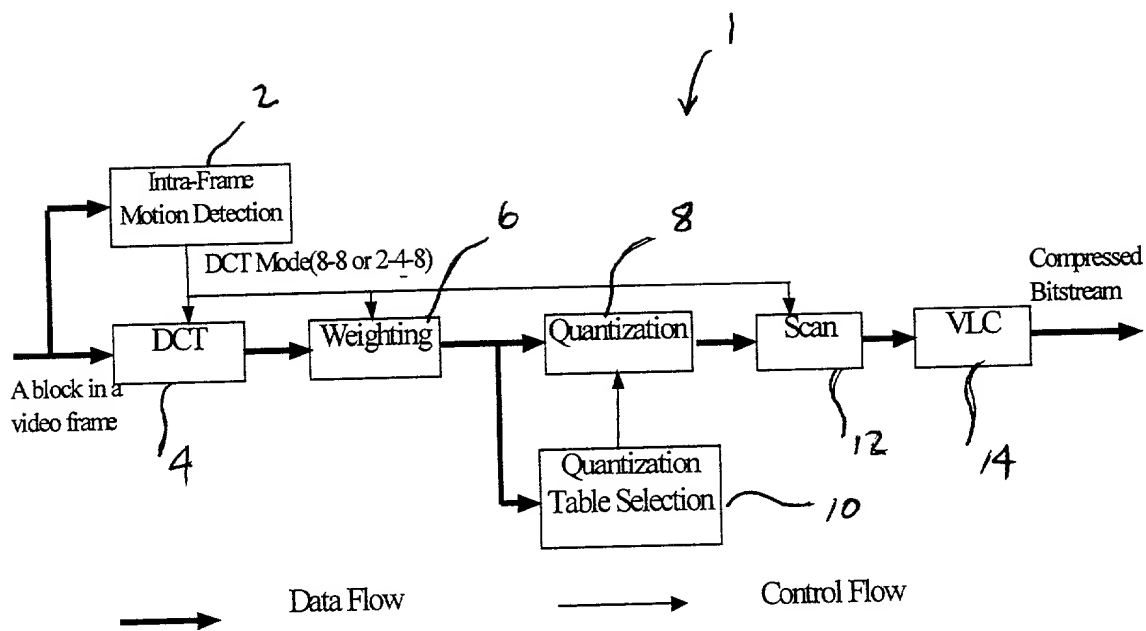 1
2
Intra-Frame
Motion Detection
6
8
DCT Mode(8-8 or 2-4-8)
Compressed
Bitstream
DCT
Weighting
Quantization
Scan
VLC
A block in a
video frame
4
12
14
Quantization
Table Selection
10
Data Flow
Control Flow